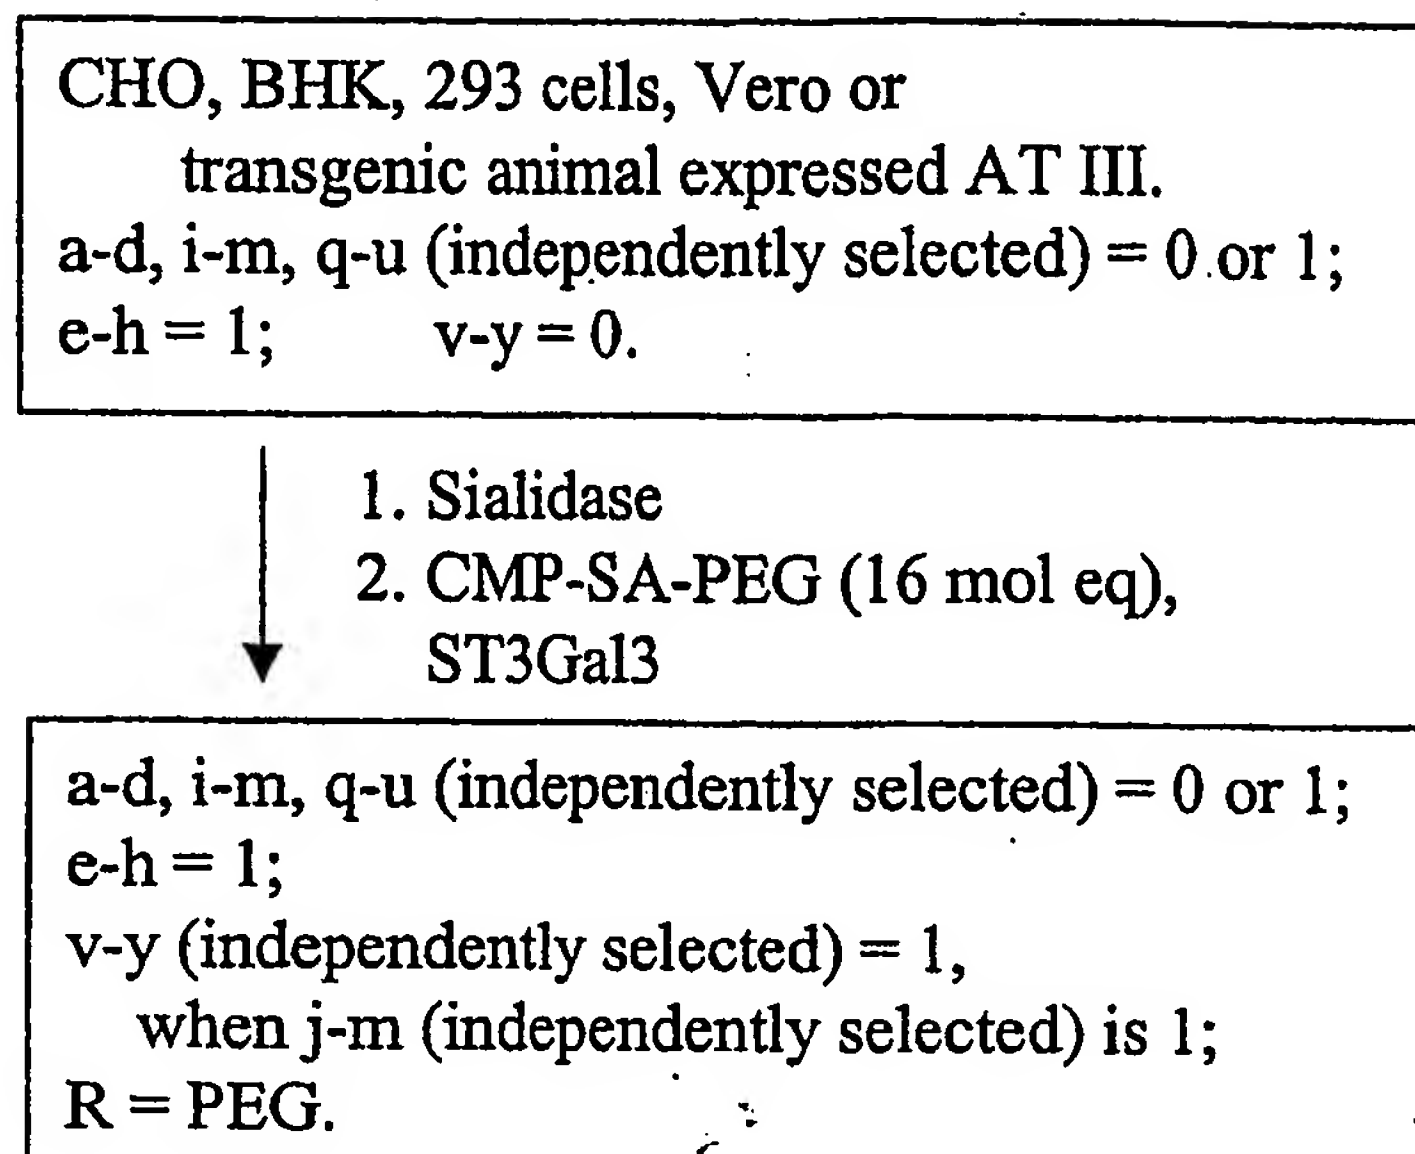 CHO, BHK, 293 cells, Vero or
transgenic animal expressed AT III.
a-d, i-m, q-u (independently selected) = 0 or 1;
e-h = 1; v-y = 0.
1. Sialidase
2. CMP-SA-PEG (16 mol eq),
ST3Gal3
a-d, i-m, q-u (independently selected) = 0 or 1;
e-h = 1;
v-y (independently selected) = 1,
when j-m (independently selected) is 1;
R = PEG.